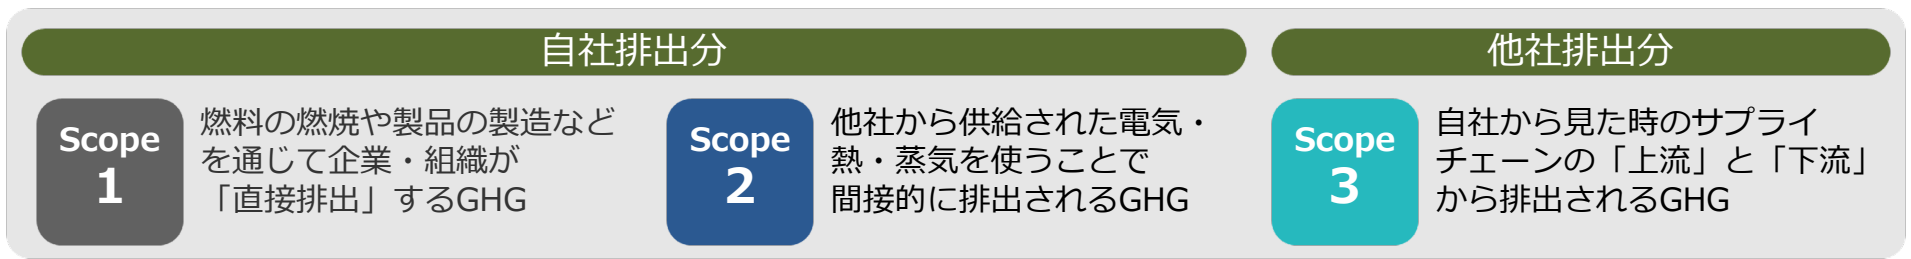 自社排出分
Scope
1
燃料の燃焼や製品の製造など
を通じて企業・組織が
「直接排出」するGHG
Scope
2
他社から供給された電気・
熱・蒸気を使うことで
間接的に排出されるGHG
他社排出分
Scope
3
自社から見た時のサプライ
チェーンの「上流」と「下流」
から排出されるGHG